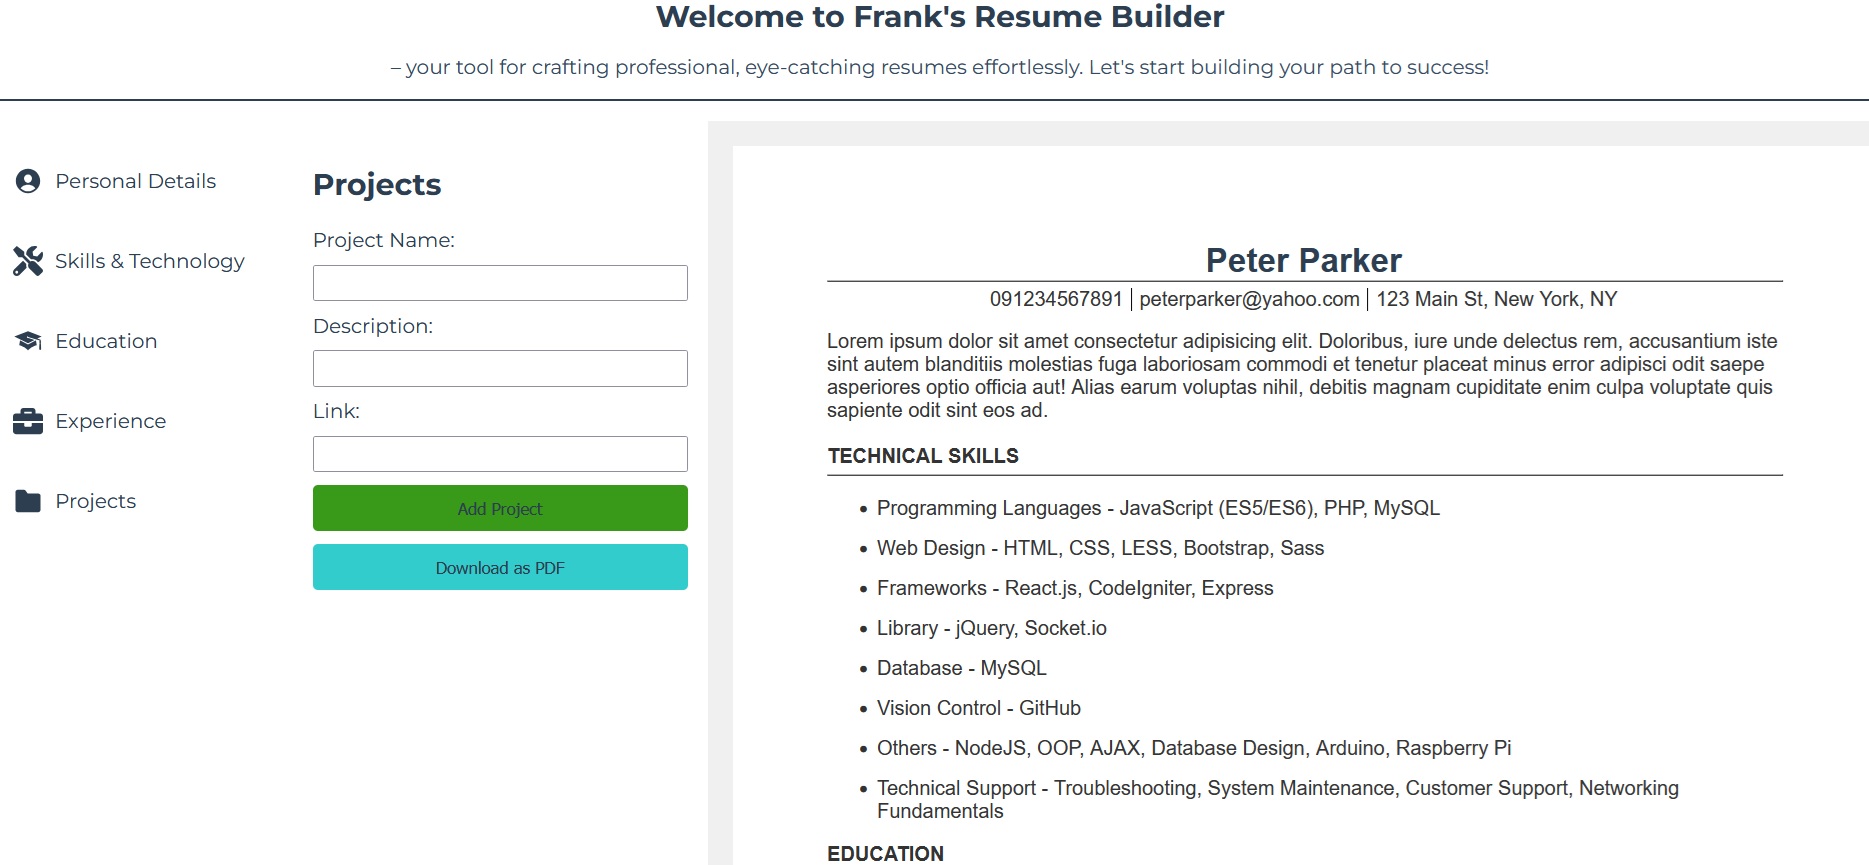 Welcome to Frank's Resume Builder
– your tool for crafting professional, eye-catching resumes effortlessly. Let's start building your path to success!
Personal Details
Skills & Technology
Education
Experience
Projects
Projects
Project Name:
Description:
Link:
Add Project
Download as PDF
Peter Parker
091234567891 | peterparker@yahoo.com | 123 Main St, New York, NY
Lorem ipsum dolor sit amet consectetur adipisicing elit. Doloribus, iure unde delectus rem, accusantium iste
sint autem blanditiis molestias fuga laboriosam commodi et tenetur placeat minus error adipisci odit saepe
asperiores optio officia aut! Alias earum voluptas nihil, debitis magnam cupiditate enim culpa voluptate quis
sapiente odit sint eos ad.
TECHNICAL SKILLS
• Programming Languages - JavaScript (ES5/ES6), PHP, MySQL
• Web Design - HTML, CSS, LESS, Bootstrap, Sass
• Frameworks - React.js, CodeIgniter, Express
• Library - jQuery, Socket.io
• Database - MySQL
• Vision Control - GitHub
• Others - NodeJS, OOP, AJAX, Database Design, Arduino, Raspberry Pi
• Technical Support - Troubleshooting, System Maintenance, Customer Support, Networking
Fundamentals
EDUCATION